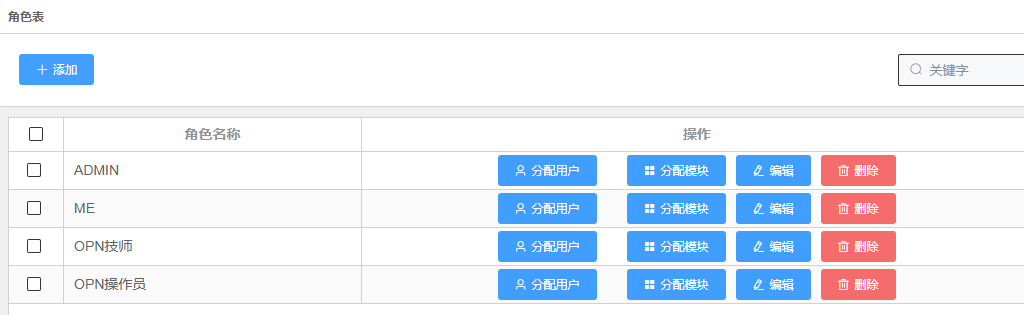 角色表
添加
关键字
角色名称 操作
ADMIN 分配用户 分配模块 编辑 删除
ME 分配用户 分配模块 编辑 删除
OPN技师 分配用户 分配模块 编辑 删除
OPN操作员 分配用户 分配模块 编辑 删除